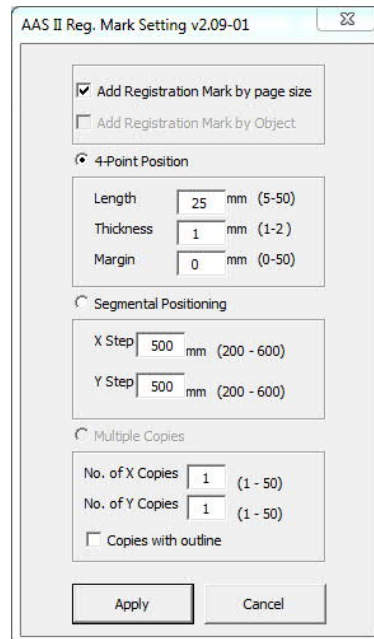 AAS II Reg. Mark Setting v2.09-01
Add Registration Mark by page size
Add Registration Mark by Object
4-Point Position
Length 25 mm (5-50)
Thickness 1 mm (1-2 )
Margin 0 mm (0-50)
Segmental Positioning
X Step 500 mm (200 - 600)
Y Step 500 mm (200 - 600)
Multiple Copies
No. of X Copies 1 (1 - 50)
No. of Y Copies 1 (1 - 50)
Copies with outline
Apply Cancel